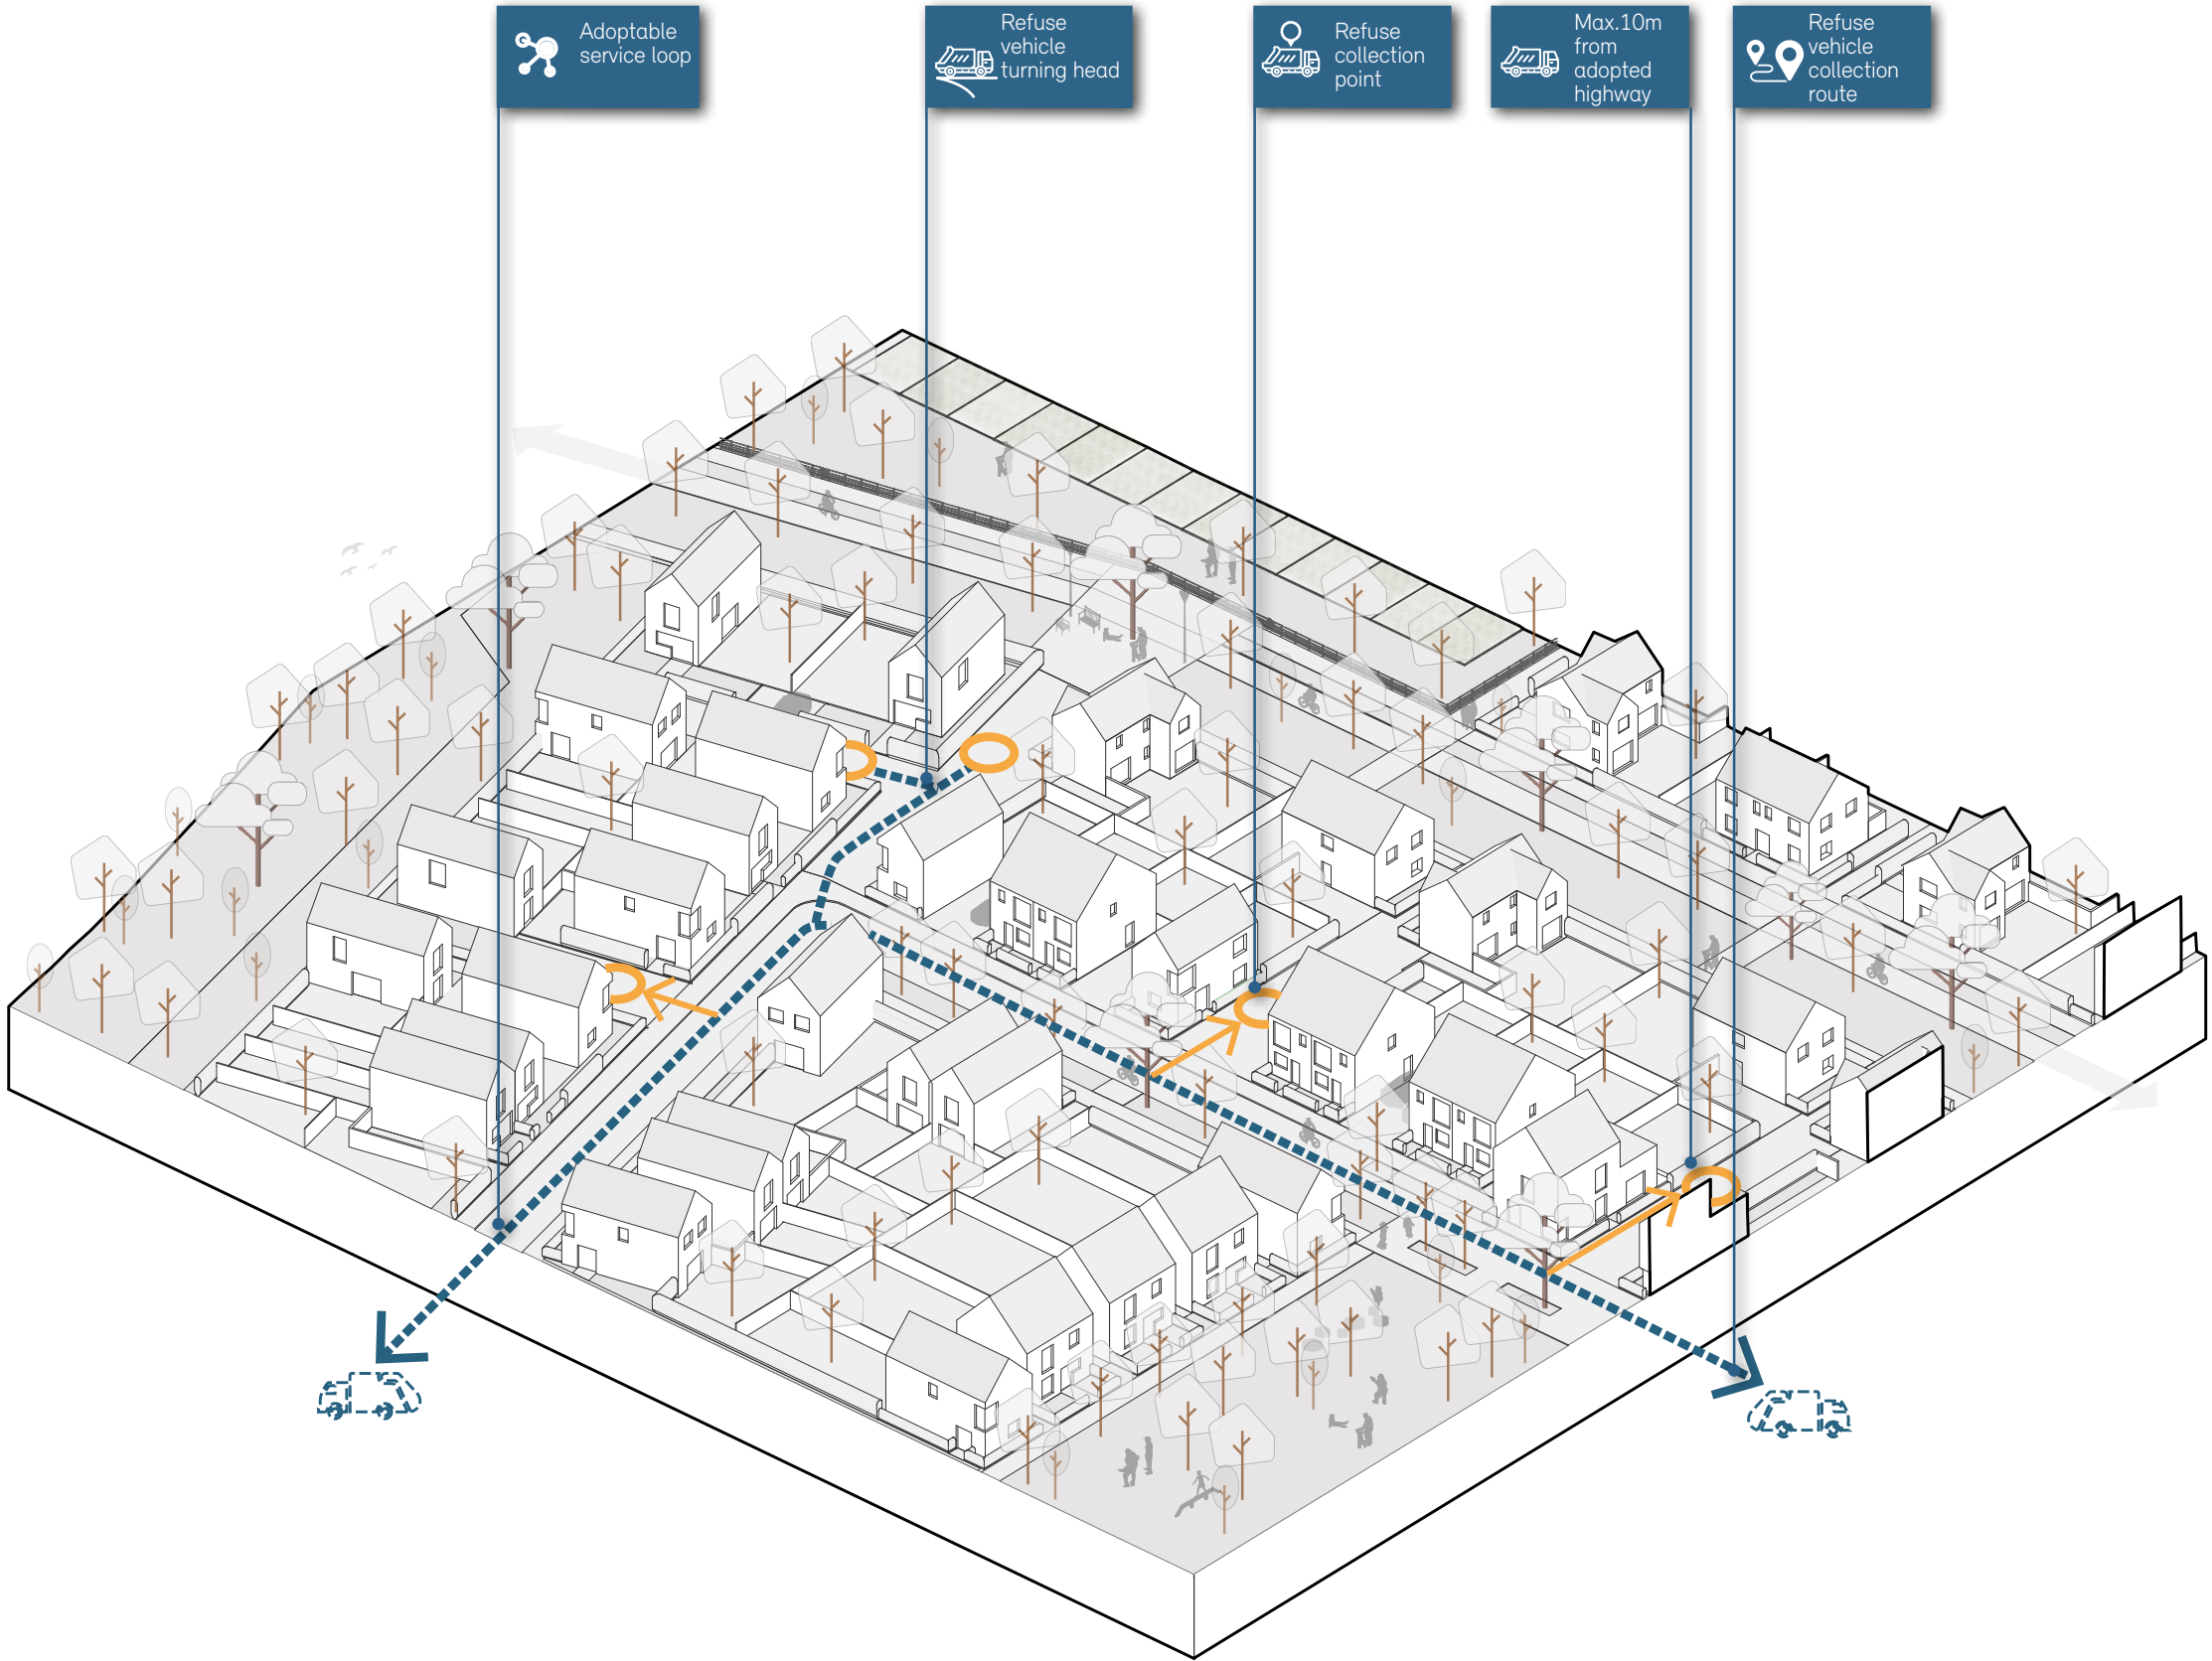 Adoptable
service loop
Refuse
vehicle
turning head
Refuse
collection
point
Max.10m
from
adopted
highway
Refuse
vehicle
collection
route